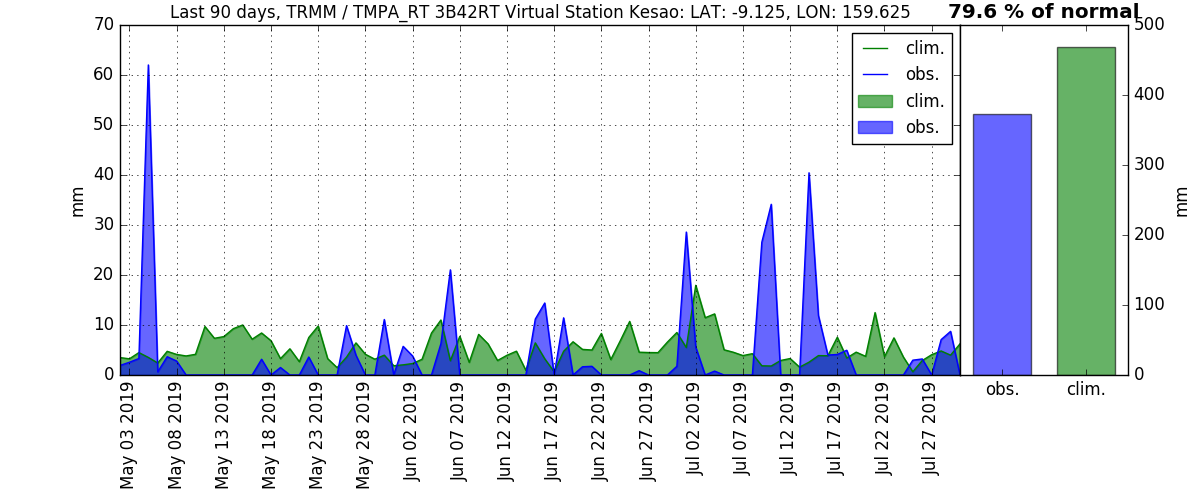 Last 90 days, TRMM / TMPA_RT 3B42RT Virtual Station Kesao: LAT: -9.125, LON: 159.625
79.6 % of normal
70
60
50
40
30
20
10
0
mm
clim.
obs.
clim.
obs.
500
400
300
200
100
0
mm
obs.
clim.
May 03 2019
May 08 2019
May 13 2019
May 18 2019
May 23 2019
May 28 2019
Jun 02 2019
Jun 07 2019
Jun 12 2019
Jun 17 2019
Jun 22 2019
Jun 27 2019
Jul 02 2019
Jul 07 2019
Jul 12 2019
Jul 17 2019
Jul 22 2019
Jul 27 2019